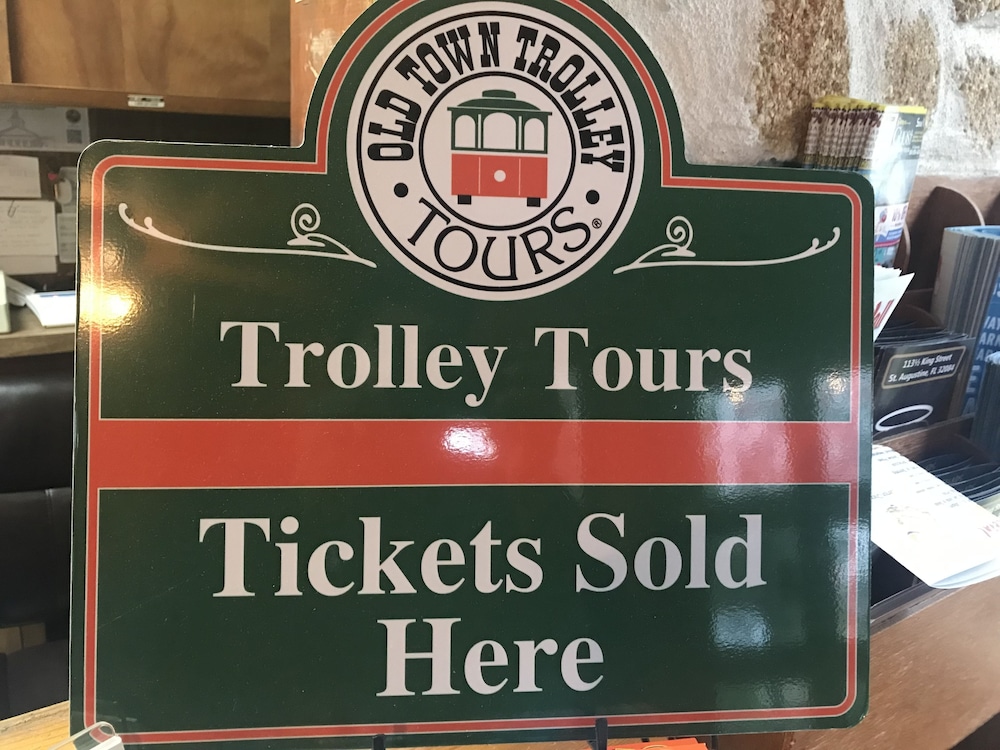 OLD TOWN TROLLEY
TOURS®
Trolley Tours
Tickets Sold
Here
113½ King Street
St. Augustine, FL 32084